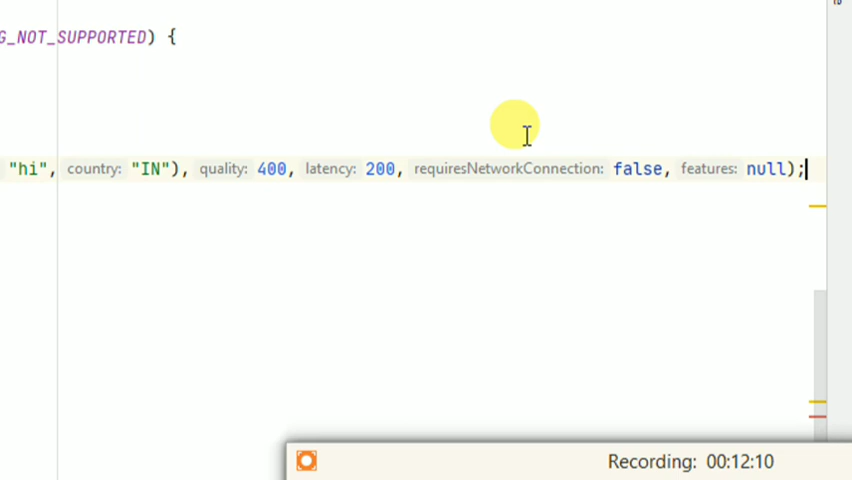 G_NOT_SUPPORTED) {
"hi", country: "IN"), quality: 400, latency: 200, requiresNetworkConnection: false, features: null);
Recording: 00:12:10